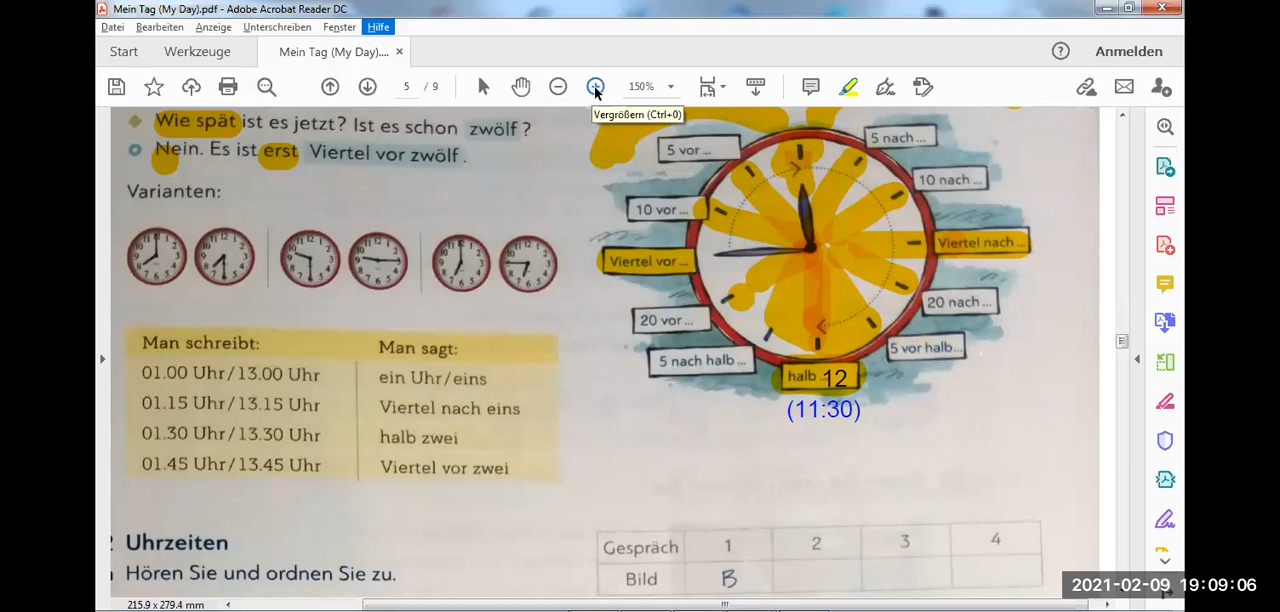 Mein Tag (My Day).pdf - Adobe Acrobat Reader DC
Datei Bearbeiten Anzeige Unterschreiben Fenster Hilfe
Start Werkzeuge Mein Tag (My Day).... × Anmelden
5 / 9 150%
Vergrößern (Ctrl+0)
Wie spät ist es jetzt? Ist es schon zwölf?
Nein. Es ist erst Viertel vor zwölf.
Varianten:
5 vor ...
5 nach ...
10 vor ...
10 nach ...
Viertel vor ...
Viertel nach ...
20 vor ...
20 nach ...
5 nach halb ...
5 vor halb ...
halb ... 12
(11:30)
Man schreibt: Man sagt:
01.00 Uhr/13.00 Uhr ein Uhr/eins
01.15 Uhr/13.15 Uhr Viertel nach eins
01.30 Uhr/13.30 Uhr halb zwei
01.45 Uhr/13.45 Uhr Viertel vor zwei
Uhrzeiten
Hören Sie und ordnen Sie zu.
Gespräch 1 2 3 4
Bild B
215.9 x 279.4 mm
2021-02-09 19:09:06